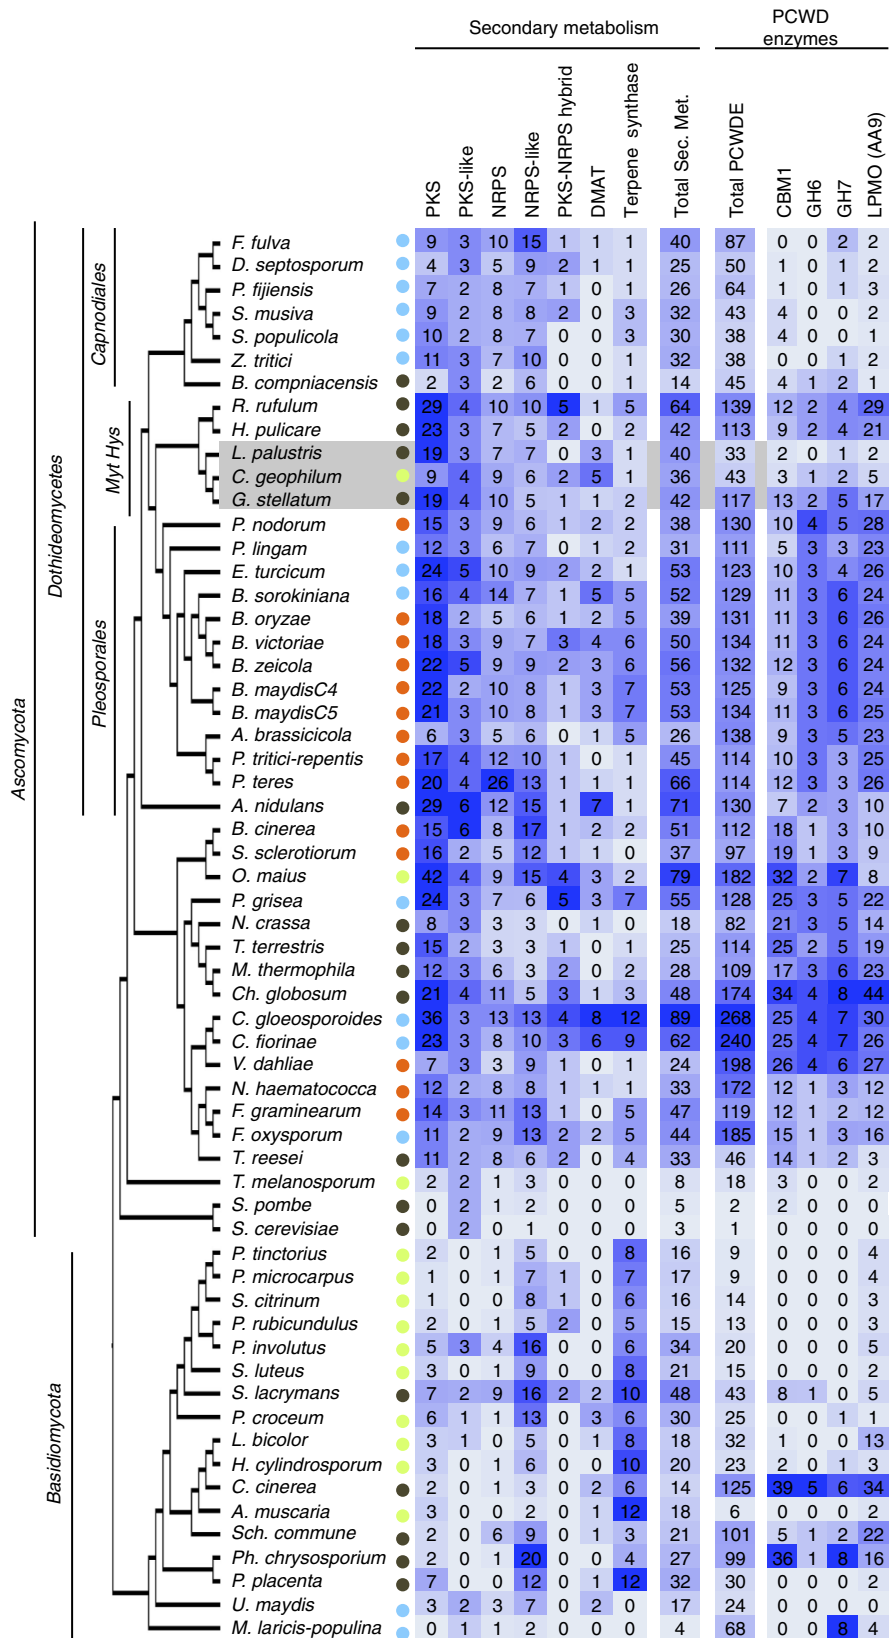 Secondary metabolism
PCWD
enzymes
PKS
PKS-like
NRPS
NRPS-like
PKS-NRPS hybrid
DMAT
Terpene synthase
Total Sec. Met.
Total PCWDE
CBM1
GH6
GH7
LPMO (AA9)
Ascomycota
Dothideomycetes
Capnodiales
Myt Hys
Pleosporales
Basidiomycota
F. fulva 9 3 10 15 1 1 1 40 87 0 0 2 2
D. septosporum 4 3 5 9 2 1 1 25 50 1 0 1 2
P. fijiensis 7 2 8 7 1 0 1 26 64 1 0 1 3
S. musiva 9 2 8 8 2 0 3 32 43 4 0 0 2
S. populicola 10 2 8 7 0 0 3 30 38 4 0 0 1
Z. tritici 11 3 7 10 0 0 1 32 38 0 0 1 2
B. compniacensis 2 3 2 6 0 0 1 14 45 4 1 2 1
R. rufulum 29 4 10 10 5 1 5 64 139 12 2 4 29
H. pulicare 23 3 7 5 2 0 2 42 113 9 2 4 21
L. palustris 19 3 7 7 0 3 1 40 33 2 0 1 2
C. geophilum 9 4 9 6 2 5 1 36 43 3 1 2 5
G. stellatum 19 4 10 5 1 1 2 42 117 13 2 5 17
P. nodorum 15 3 9 6 1 2 2 38 130 10 4 5 28
P. lingam 12 3 6 7 0 1 2 31 111 5 3 3 23
E. turcicum 24 5 10 9 2 2 1 53 123 10 3 4 26
B. sorokiniana 16 4 14 7 1 5 5 52 129 11 3 6 24
B. oryzae 18 2 5 6 1 2 5 39 131 11 3 6 26
B. victoriae 18 3 9 7 3 4 6 50 134 11 3 6 24
B. zeicola 22 5 9 9 2 3 6 56 132 12 3 6 24
B. maydisC4 22 2 10 8 1 3 7 53 125 9 3 6 24
B. maydisC5 21 3 10 8 1 3 7 53 134 11 3 6 25
A. brassicicola 6 3 5 6 0 1 5 26 138 9 3 5 23
P. tritici-repentis 17 4 12 10 1 0 1 45 114 10 3 3 25
P. teres 20 4 26 13 1 1 1 66 114 12 3 3 26
A. nidulans 29 6 12 15 1 7 1 71 130 7 2 3 10
B. cinerea 15 6 8 17 1 2 2 51 112 18 1 3 10
S. sclerotiorum 16 2 5 12 1 1 0 37 97 19 1 3 9
O. maius 42 4 9 15 4 3 2 79 182 32 2 7 8
P. grisea 24 3 7 6 5 3 7 55 128 25 3 5 22
N. crassa 8 3 3 3 0 1 0 18 82 21 3 5 14
T. terrestris 15 2 3 3 1 0 1 25 114 25 2 5 19
M. thermophila 12 3 6 3 2 0 2 28 109 17 3 6 23
Ch. globosum 21 4 11 5 3 1 3 48 174 34 4 8 44
C. gloeosporoides 36 3 13 13 4 8 12 89 268 25 4 7 30
C. fiorinae 23 3 8 10 3 6 9 62 240 25 4 7 26
V. dahliae 7 3 3 9 1 0 1 24 198 26 4 6 27
N. haematococca 12 2 8 8 1 1 1 33 172 12 1 3 12
F. graminearum 14 3 11 13 1 0 5 47 119 12 1 2 12
F. oxysporum 11 2 9 13 2 2 5 44 185 15 1 3 16
T. reesei 11 2 8 6 2 0 4 33 46 14 1 2 3
T. melanosporum 2 2 1 3 0 0 0 8 18 3 0 0 2
S. pombe 0 2 1 2 0 0 0 5 2 2 0 0 0
S. cerevisiae 0 2 0 1 0 0 0 3 1 0 0 0 0
P. tinctorius 2 0 1 5 0 0 8 16 9 0 0 0 4
P. microcarpus 1 0 1 7 1 0 7 17 9 0 0 0 4
S. citrinum 1 0 0 8 1 0 6 16 14 0 0 0 3
P. rubicundulus 2 0 1 5 2 0 5 15 13 0 0 0 3
P. involutus 5 3 4 16 0 0 6 34 20 0 0 0 5
S. luteus 3 0 1 9 0 0 8 21 15 0 0 0 2
S. lacrymans 7 2 9 16 2 2 10 48 43 8 1 0 5
P. croceum 6 1 1 13 0 3 6 30 25 0 0 1 1
L. bicolor 3 1 0 5 0 1 8 18 32 1 0 0 13
H. cylindrosporum 3 0 1 6 0 0 10 20 23 2 0 1 3
C. cinerea 2 0 1 3 0 2 6 14 125 39 5 6 34
A. muscaria 3 0 0 2 0 1 12 18 6 0 0 0 2
Sch. commune 2 0 6 9 0 1 3 21 101 5 1 2 22
Ph. chrysosporium 2 0 1 20 0 0 4 27 99 36 1 8 16
P. placenta 7 0 0 12 0 1 12 32 30 0 0 0 2
U. maydis 3 2 3 7 0 2 0 17 24 0 0 0 0
M. laricis-populina 0 1 1 2 0 0 0 4 68 0 0 8 4